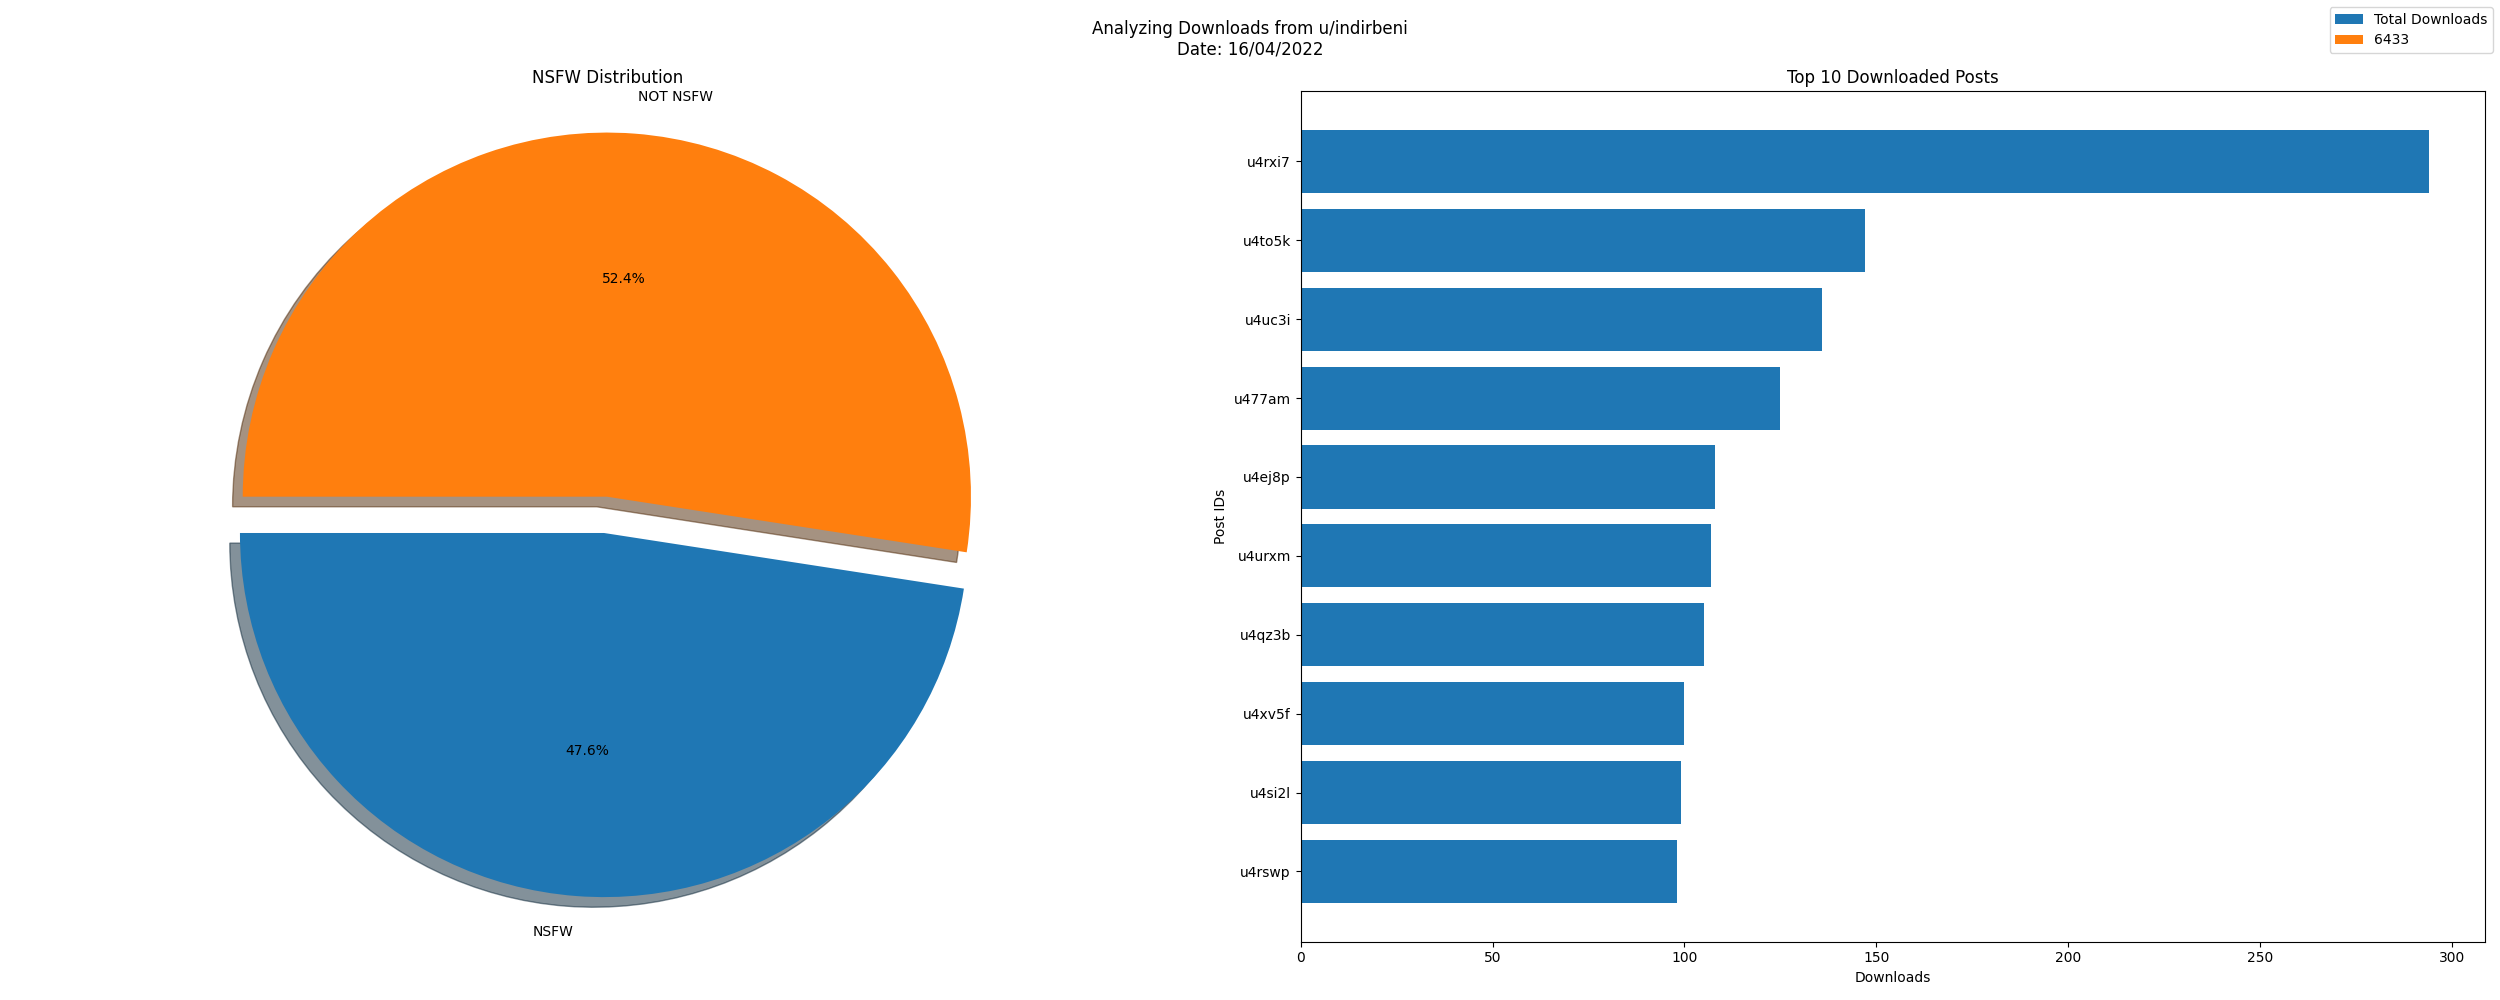 Analyzing Downloads from u/indirbeni
Date: 16/04/2022
Total Downloads
6433
NSFW Distribution
NOT NSFW
52.4%
47.6%
NSFW
Top 10 Downloaded Posts
Post IDs
u4rxi7
u4to5k
u4uc3i
u477am
u4ej8p
u4urxm
u4qz3b
u4xv5f
u4si2l
u4rswp
0 50 100 150 200 250 300
Downloads